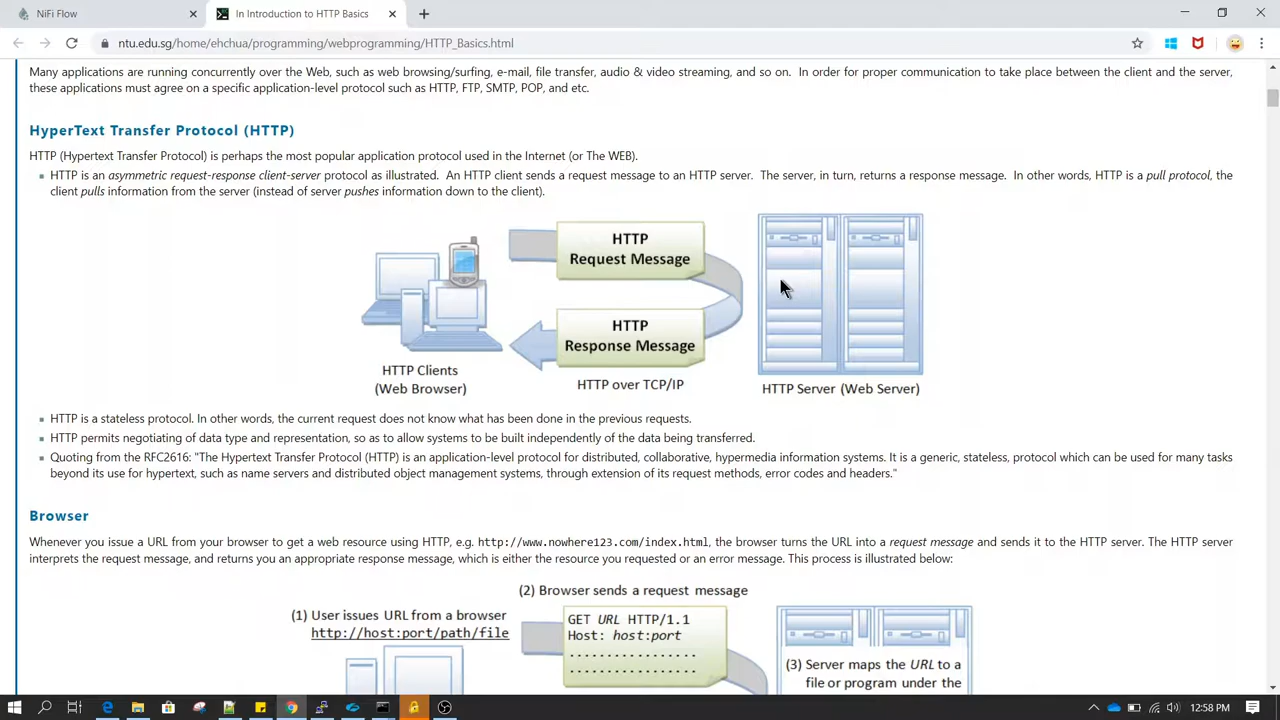 NiFi Flow
In Introduction to HTTP Basics
ntu.edu.sg/home/ehchua/programming/webprogramming/HTTP_Basics.html
Many applications are running concurrently over the Web, such as web browsing/surfing, e-mail, file transfer, audio & video streaming, and so on. In order for proper communication to take place between the client and the server,
these applications must agree on a specific application-level protocol such as HTTP, FTP, SMTP, POP, and etc.
HyperText Transfer Protocol (HTTP)
HTTP (Hypertext Transfer Protocol) is perhaps the most popular application protocol used in the Internet (or The WEB).
HTTP is an asymmetric request-response client-server protocol as illustrated. An HTTP client sends a request message to an HTTP server. The server, in turn, returns a response message. In other words, HTTP is a pull protocol, the
client pulls information from the server (instead of server pushes information down to the client).
HTTP
Request Message
HTTP
Response Message
HTTP Clients
(Web Browser)
HTTP over TCP/IP
HTTP Server (Web Server)
HTTP is a stateless protocol. In other words, the current request does not know what has been done in the previous requests.
HTTP permits negotiating of data type and representation, so as to allow systems to be built independently of the data being transferred.
Quoting from the RFC2616: "The Hypertext Transfer Protocol (HTTP) is an application-level protocol for distributed, collaborative, hypermedia information systems. It is a generic, stateless, protocol which can be used for many tasks
beyond its use for hypertext, such as name servers and distributed object management systems, through extension of its request methods, error codes and headers."
Browser
Whenever you issue a URL from your browser to get a web resource using HTTP, e.g. http://www.nowhere123.com/index.html, the browser turns the URL into a request message and sends it to the HTTP server. The HTTP server
interprets the request message, and returns you an appropriate response message, which is either the resource you requested or an error message. This process is illustrated below:
(2) Browser sends a request message
(1) User issues URL from a browser
http://host:port/path/file
GET URL HTTP/1.1
Host: host:port
. . . . . . . . . . . . . . . .
. . . . . . . . . . . . . . . .
(3) Server maps the URL to a
file or program under the
12:58 PM